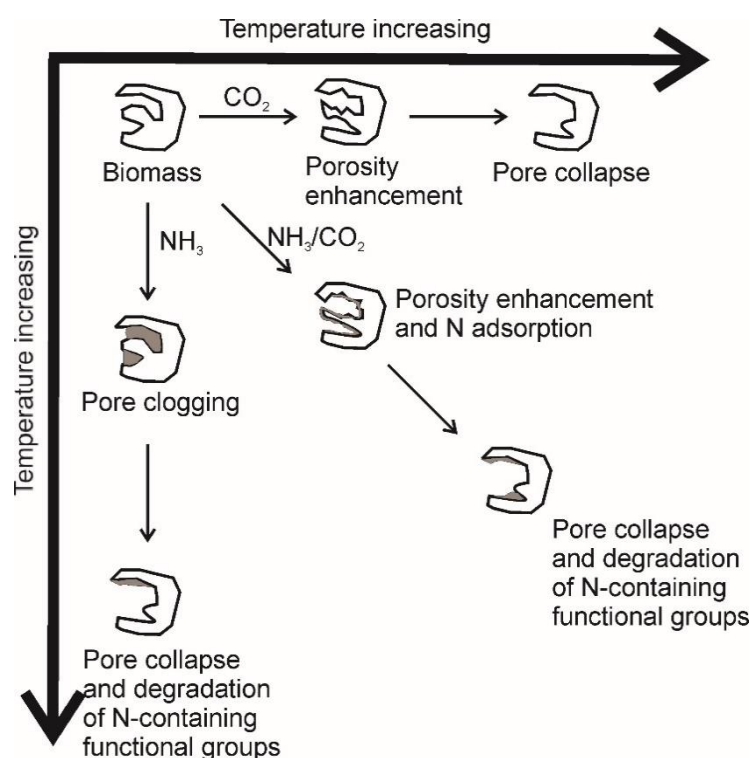 Temperature increasing
Temperature increasing
CO₂
Biomass
Porosity
enhancement
Pore collapse
NH₃
NH₃/CO₂
Porosity enhancement
and N adsorption
Pore clogging
Pore collapse
and degradation
of N-containing
functional groups
Pore collapse
and degradation
of N-containing
functional groups